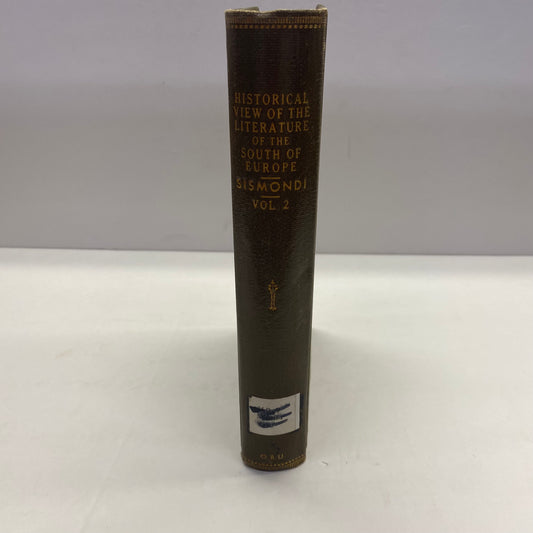 HISTORICAL
VIEW OF THE
LITERATURE
OF THE
SOUTH OF
EUROPE
SISMONDI
VOL. 2
O B U